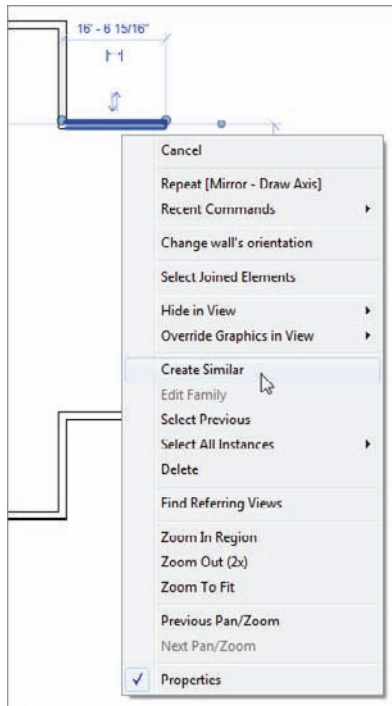 16' - 6 15/16"
Cancel
Repeat [Mirror - Draw Axis]
Recent Commands
Change wall's orientation
Select Joined Elements
Hide in View
Override Graphics in View
Create Similar
Edit Family
Select Previous
Select All Instances
Delete
Find Referring Views
Zoom In Region
Zoom Out (2x)
Zoom To Fit
Previous Pan/Zoom
Next Pan/Zoom
Properties